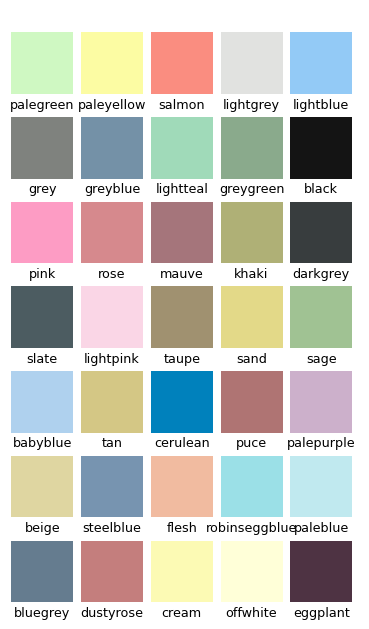 palegreen paleyellow salmon lightgrey lightblue
grey greyblue lightteal greygreen black
pink rose mauve khaki darkgrey
slate lightpink taupe sand sage
babyblue tan cerulean puce palepurple
beige steelblue flesh robinseggblue paleblue
bluegrey dustyrose cream offwhite eggplant